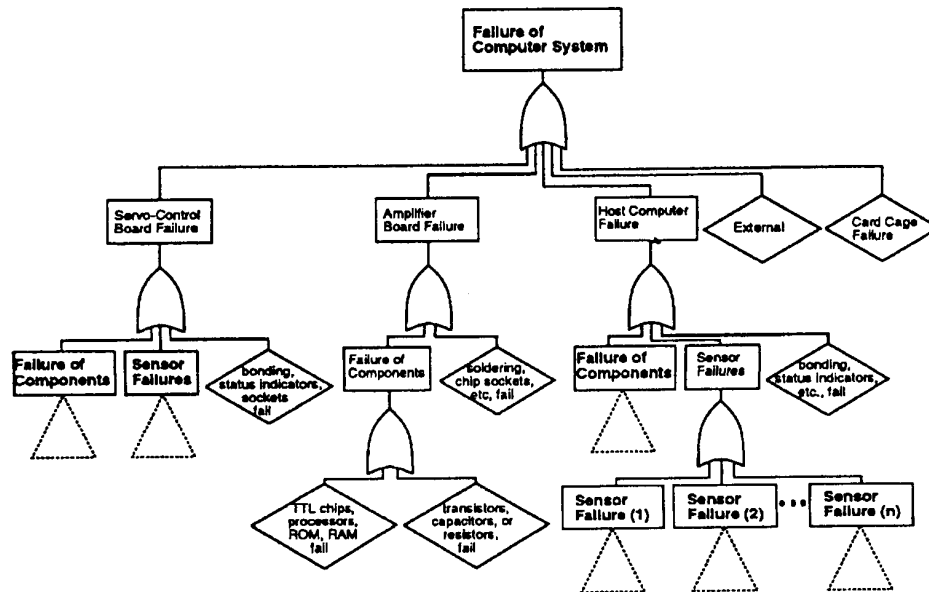 Failure of
Computer System
Servo-Control
Board Failure
Amplifier
Board Failure
Host Computer
Failure
External
Card Cage
Failure
Failure of
Components
Sensor
Failures
bonding,
status indicators,
sockets
fail
Failure of
Components
soldering,
chip sockets,
etc, fail
Failure of
Components
Sensor
Failures
bonding,
status indicators,
etc., fail
TTL chips,
processors,
ROM, RAM
fail
transistors,
capacitors, or
resistors,
fail
Sensor
Failure (1)
Sensor
Failure (2)
Sensor
Failure (n)